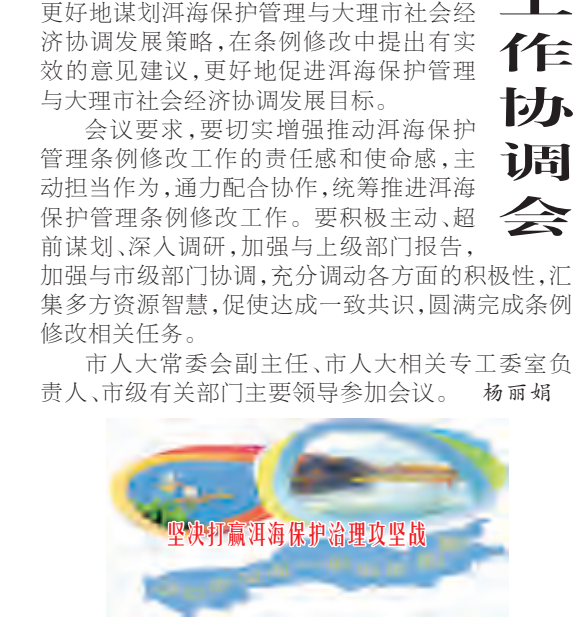 工作协调会
更好地谋划洱海保护管理与大理市社会经
济协调发展策略,在条例修改中提出有实
效的意见建议,更好地促进洱海保护管理
与大理市社会经济协调发展目标。
会议要求,要切实增强推动洱海保护
管理条例修改工作的责任感和使命感,主
动担当作为,通力配合协作,统筹推进洱海
保护管理条例修改工作。要积极主动、超
前谋划、深入调研,加强与上级部门报告,
加强与市级部门协调,充分调动各方面的积极性,汇
集多方资源智慧,促使达成一致共识,圆满完成条例
修改相关任务。
市人大常委会副主任、市人大相关专工委室负
责人、市级有关部门主要领导参加会议。 杨丽娟
坚决打赢洱海保护治理攻坚战